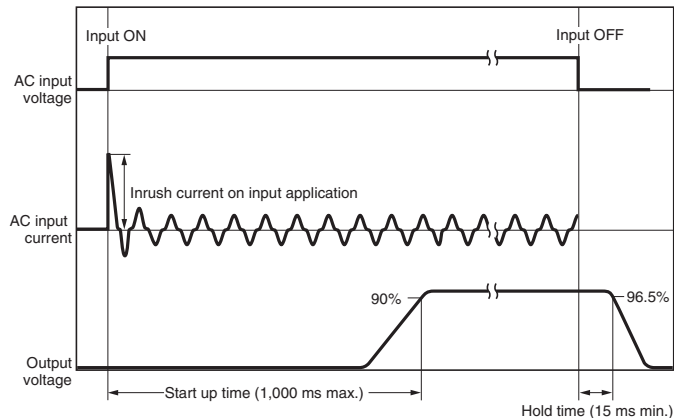 Input ON
Input OFF
AC input
voltage
Inrush current on input application
AC input
current
90%
96.5%
Output
voltage
Start up time (1,000 ms max.)
Hold time (15 ms min.)